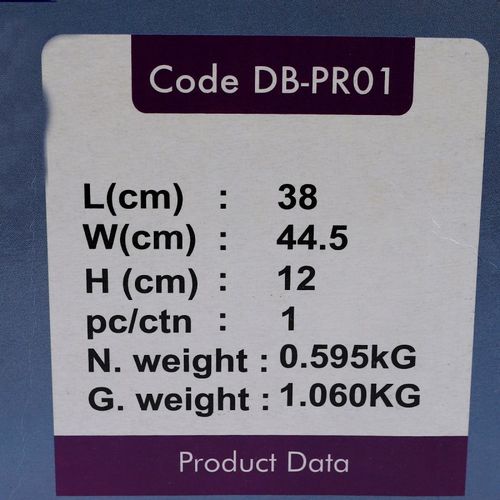 Code DB-PR01
L(cm) : 38
W(cm) : 44.5
H (cm) : 12
pc/ctn : 1
N. weight : 0.595kG
G. weight : 1.060KG
Product Data